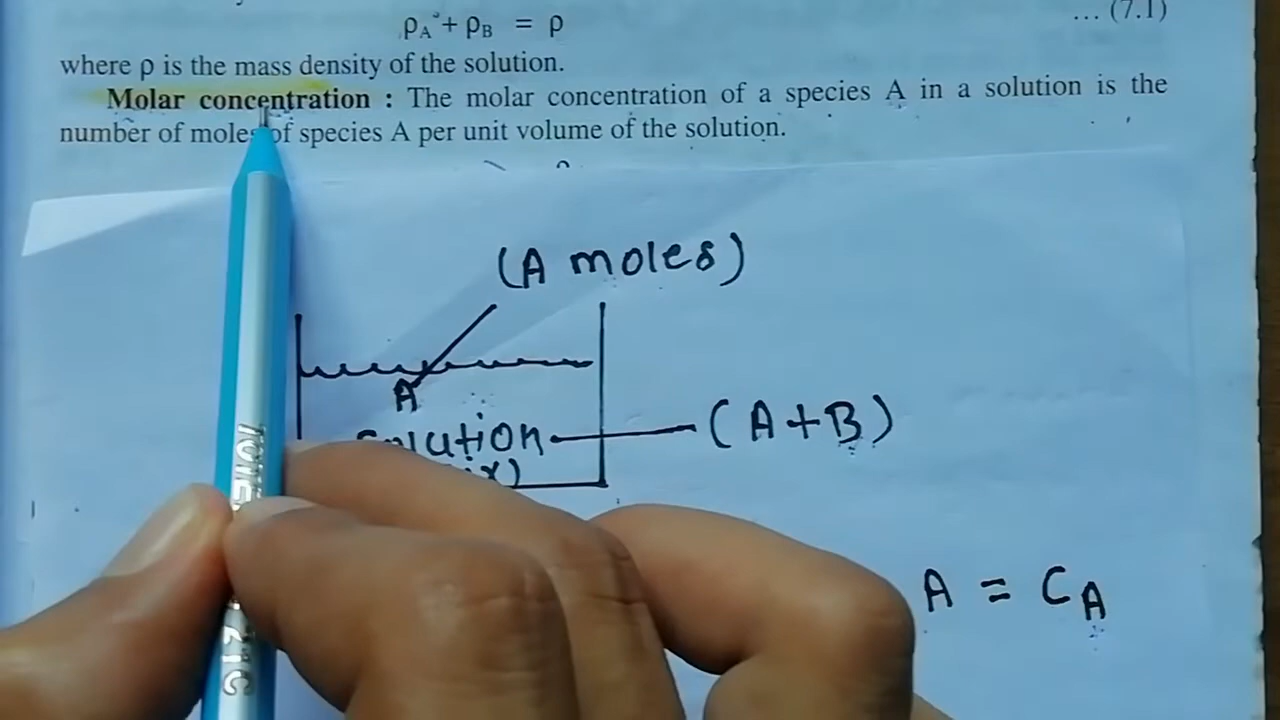 ρA + ρB = ρ ... (7.1)
where ρ is the mass density of the solution.
Molar concentration : The molar concentration of a species A in a solution is the
number of moles of species A per unit volume of the solution.
(A moles)
A
Solution
(A+B)
A = CA